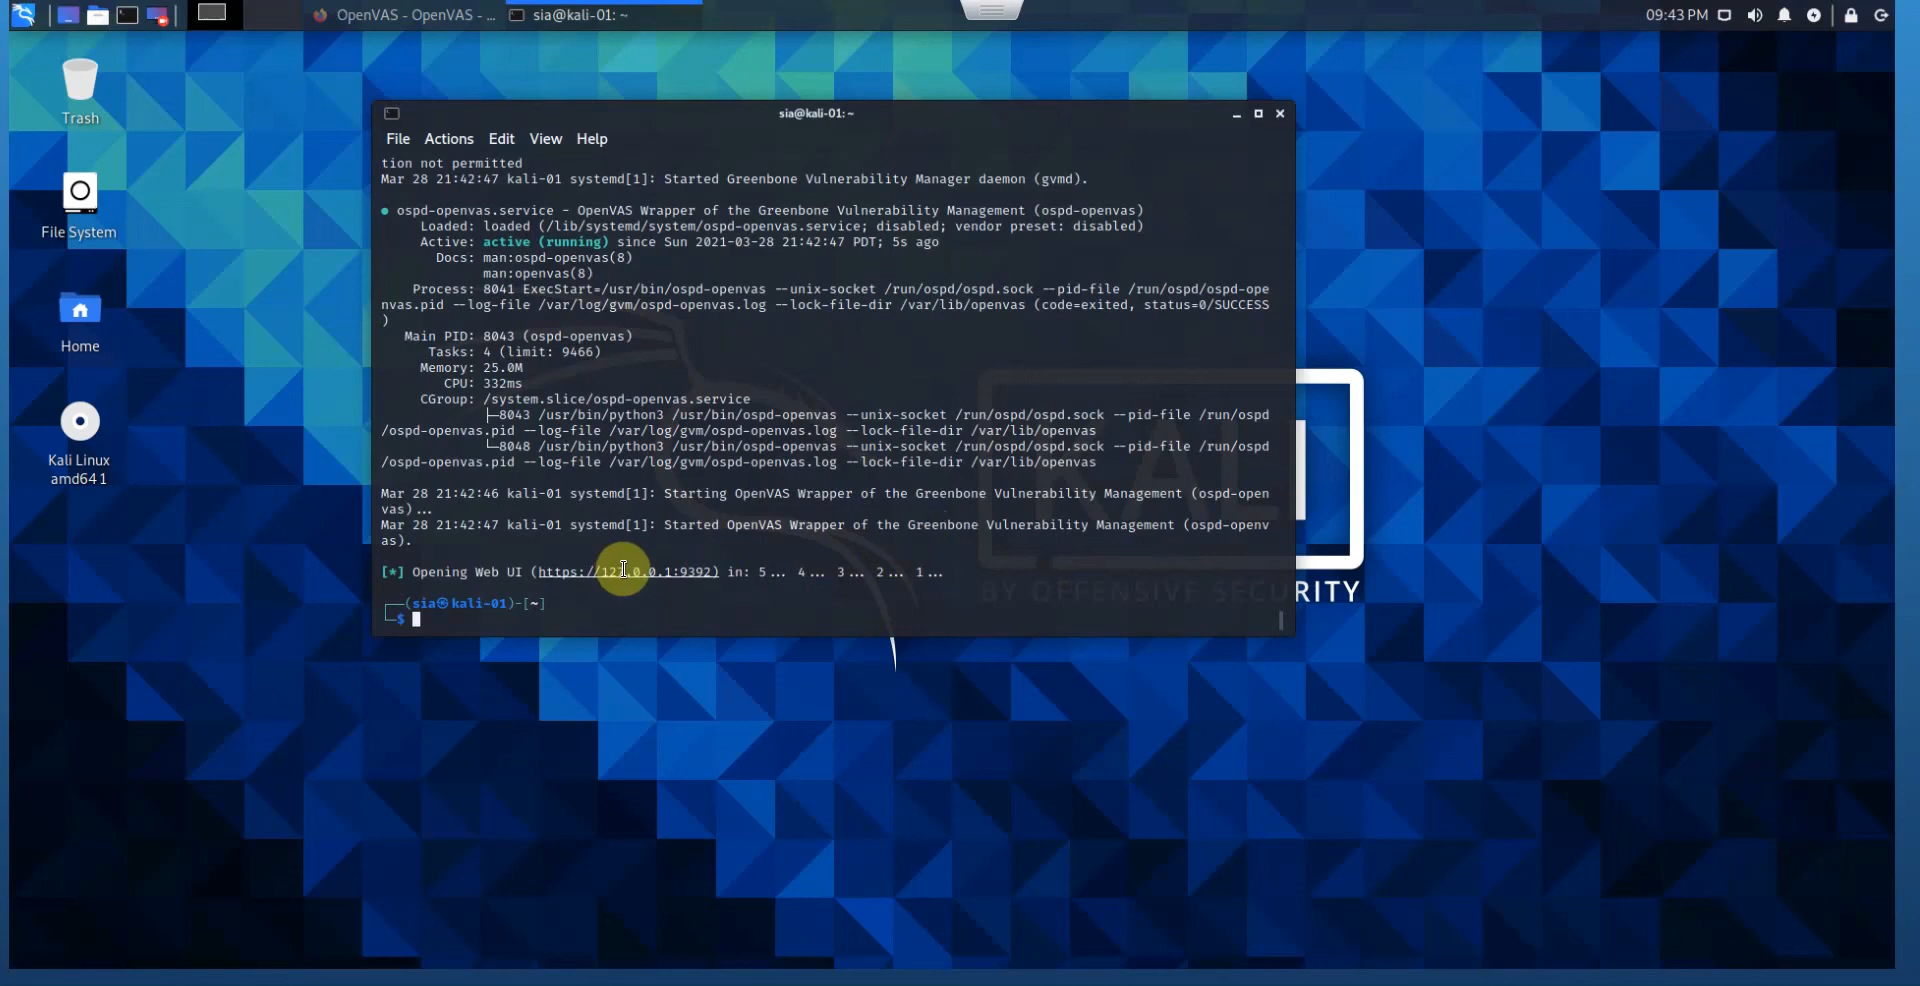 OpenVAS - OpenVAS - ...
sia@kali-01: ~
09:43 PM
Trash
File System
Home
Kali Linux
amd64 1
sia@kali-01: ~
File Actions Edit View Help
tion not permitted
Mar 28 21:42:47 kali-01 systemd[1]: Started Greenbone Vulnerability Manager daemon (gvmd).
● ospd-openvas.service - OpenVAS Wrapper of the Greenbone Vulnerability Management (ospd-openvas)
Loaded: loaded (/lib/systemd/system/ospd-openvas.service; disabled; vendor preset: disabled)
Active: active (running) since Sun 2021-03-28 21:42:47 PDT; 5s ago
Docs: man:ospd-openvas(8)
man:openvas(8)
Process: 8041 ExecStart=/usr/bin/ospd-openvas --unix-socket /run/ospd/ospd.sock --pid-file /run/ospd/ospd-ope
nvas.pid --log-file /var/log/gvm/ospd-openvas.log --lock-file-dir /var/lib/openvas (code=exited, status=0/SUCCESS
)
Main PID: 8043 (ospd-openvas)
Tasks: 4 (limit: 9466)
Memory: 25.0M
CPU: 332ms
CGroup: /system.slice/ospd-openvas.service
├─8043 /usr/bin/python3 /usr/bin/ospd-openvas --unix-socket /run/ospd/ospd.sock --pid-file /run/ospd
/ospd-openvas.pid --log-file /var/log/gvm/ospd-openvas.log --lock-file-dir /var/lib/openvas
└─8048 /usr/bin/python3 /usr/bin/ospd-openvas --unix-socket /run/ospd/ospd.sock --pid-file /run/ospd
/ospd-openvas.pid --log-file /var/log/gvm/ospd-openvas.log --lock-file-dir /var/lib/openvas
Mar 28 21:42:46 kali-01 systemd[1]: Starting OpenVAS Wrapper of the Greenbone Vulnerability Management (ospd-open
vas)...
Mar 28 21:42:47 kali-01 systemd[1]: Started OpenVAS Wrapper of the Greenbone Vulnerability Management (ospd-openv
as).
[*] Opening Web UI (https://127.0.0.1:9392) in: 5... 4... 3... 2... 1...
┌──(sia㉿kali-01)-[~]
└─$
KALI
BY OFFENSIVE SECURITY